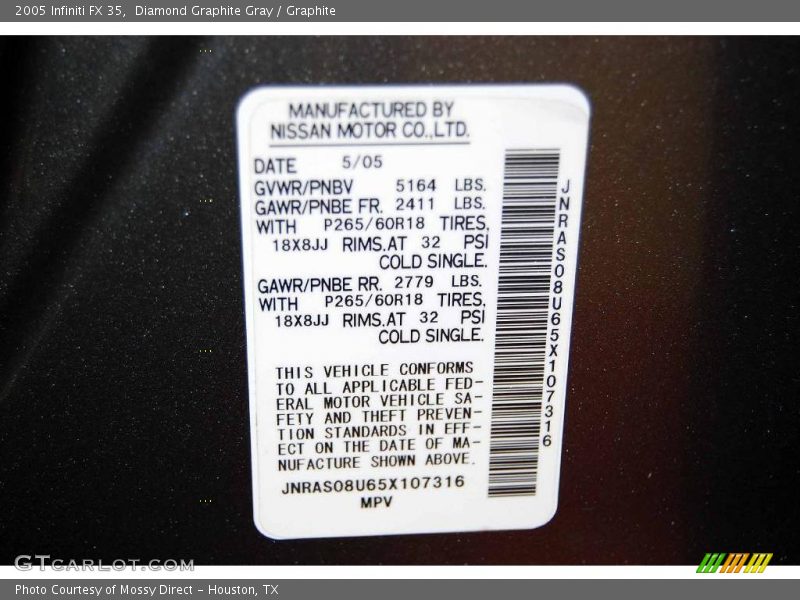 2005 Infiniti FX 35,  Diamond Graphite Gray / Graphite
MANUFACTURED BY
NISSAN MOTOR CO.,LTD.
DATE 5/05
GVWR/PNBV 5164 LBS.
GAWR/PNBE FR. 2411 LBS.
WITH P265/60R18 TIRES,
18X8JJ RIMS.AT 32 PSI
COLD SINGLE.
GAWR/PNBE RR. 2779 LBS.
WITH P265/60R18 TIRES,
18X8JJ RIMS.AT 32 PSI
COLD SINGLE.
THIS VEHICLE CONFORMS
TO ALL APPLICABLE FED-
ERAL MOTOR VEHICLE SA-
FETY AND THEFT PREVEN-
TION STANDARDS IN EFF-
ECT ON THE DATE OF MA-
NUFACTURE SHOWN ABOVE.
JNRAS08U65X107316
MPV
JNRAS08U65X107316
GTCARLOT.COM
Photo Courtesy of Mossy Direct - Houston, TX